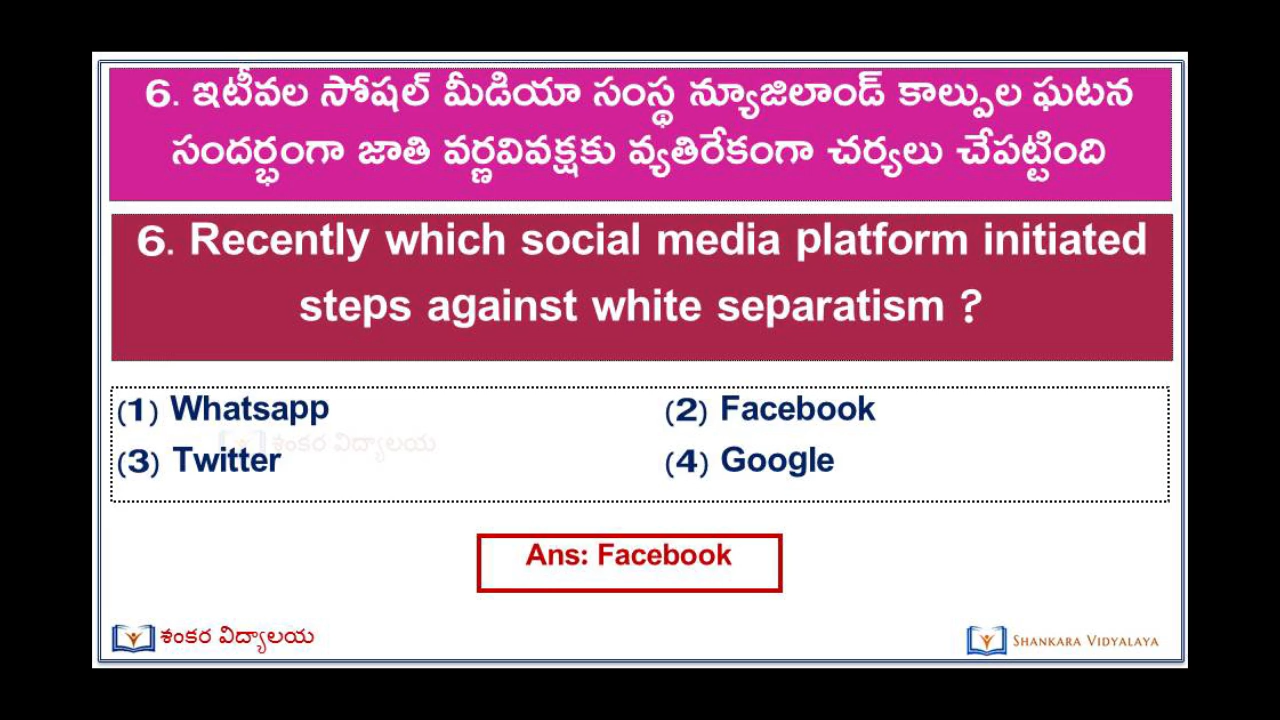 6. ఇటీవల సోషల్ మీడియా సంస్థ న్యూజిలాండ్ కాల్పుల ఘటన
సందర్భంగా జాతి వర్ణవివక్షకు వ్యతిరేకంగా చర్యలు చేపట్టింది
6. Recently which social media platform initiated
steps against white separatism ?
(1) Whatsapp
(2) Facebook
శంకర విద్యాలయ
(3) Twitter
(4) Google
Ans: Facebook
శంకర విద్యాలయ
SHANKARA VIDYALAYA